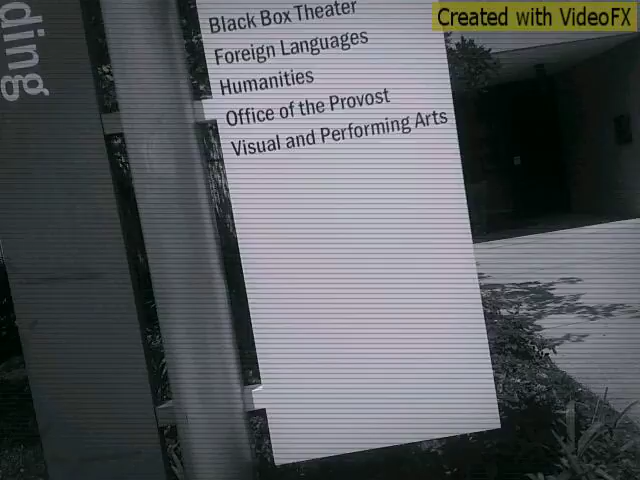 Created with VideoFX
ding
Black Box Theater
Foreign Languages
Humanities
Office of the Provost
Visual and Performing Arts